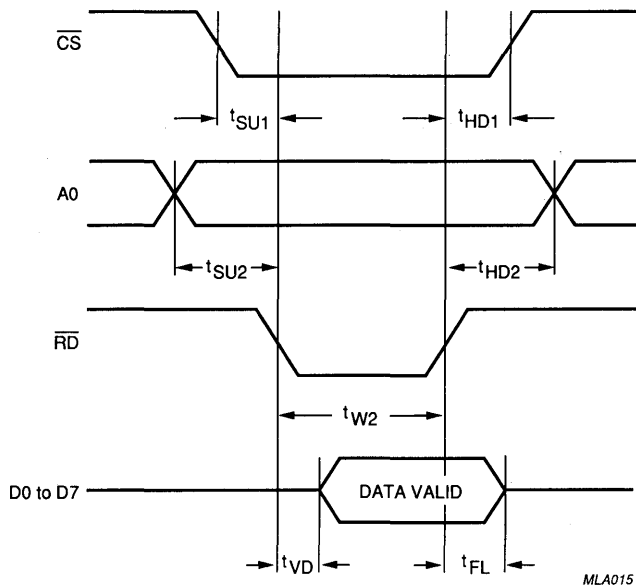 CS
tSU1
tHD1
A0
tSU2
tHD2
RD
tW2
D0 to D7
DATA VALID
tVD
tFL
MLA015